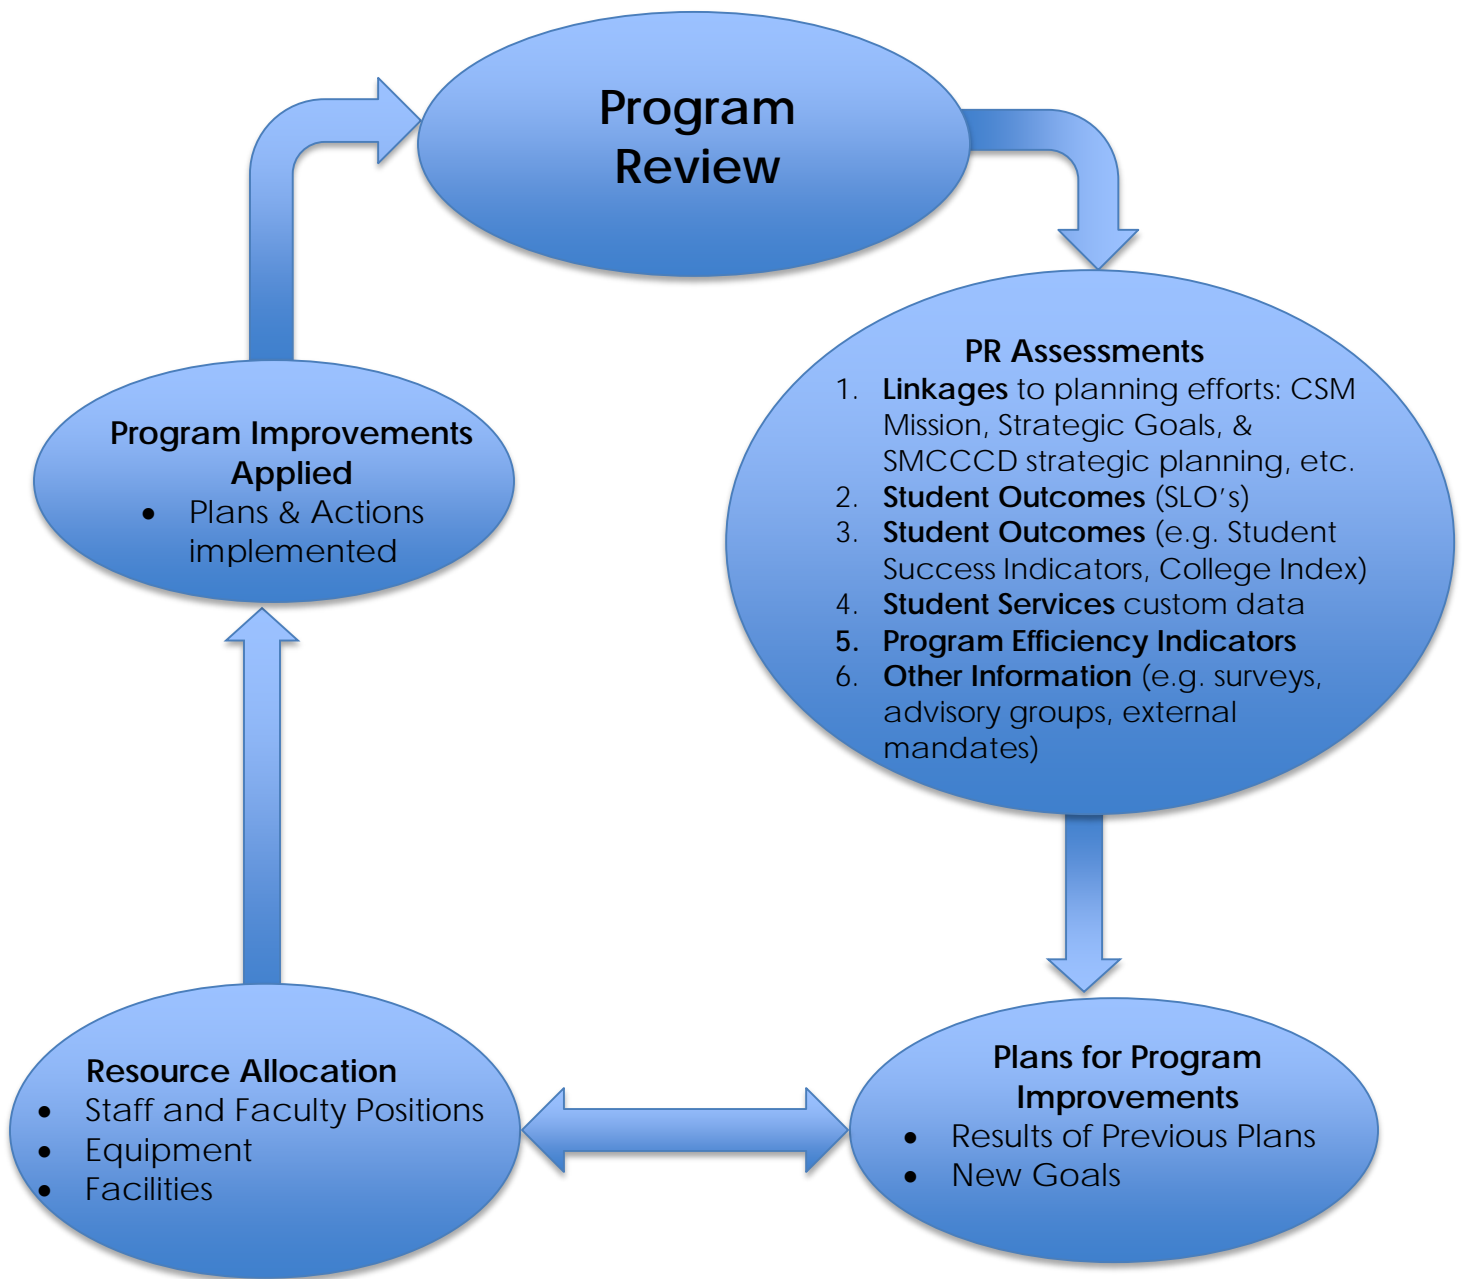 Program
Review
PR Assessments
1. Linkages to planning efforts: CSM
Mission, Strategic Goals, &
SMCCCD strategic planning, etc.
2. Student Outcomes (SLO's)
3. Student Outcomes (e.g. Student
Success Indicators, College Index)
4. Student Services custom data
5. Program Efficiency Indicators
6. Other Information (e.g. surveys,
advisory groups, external
mandates)
Program Improvements
Applied
• Plans & Actions
implemented
Resource Allocation
• Staff and Faculty Positions
• Equipment
• Facilities
Plans for Program
Improvements
• Results of Previous Plans
• New Goals